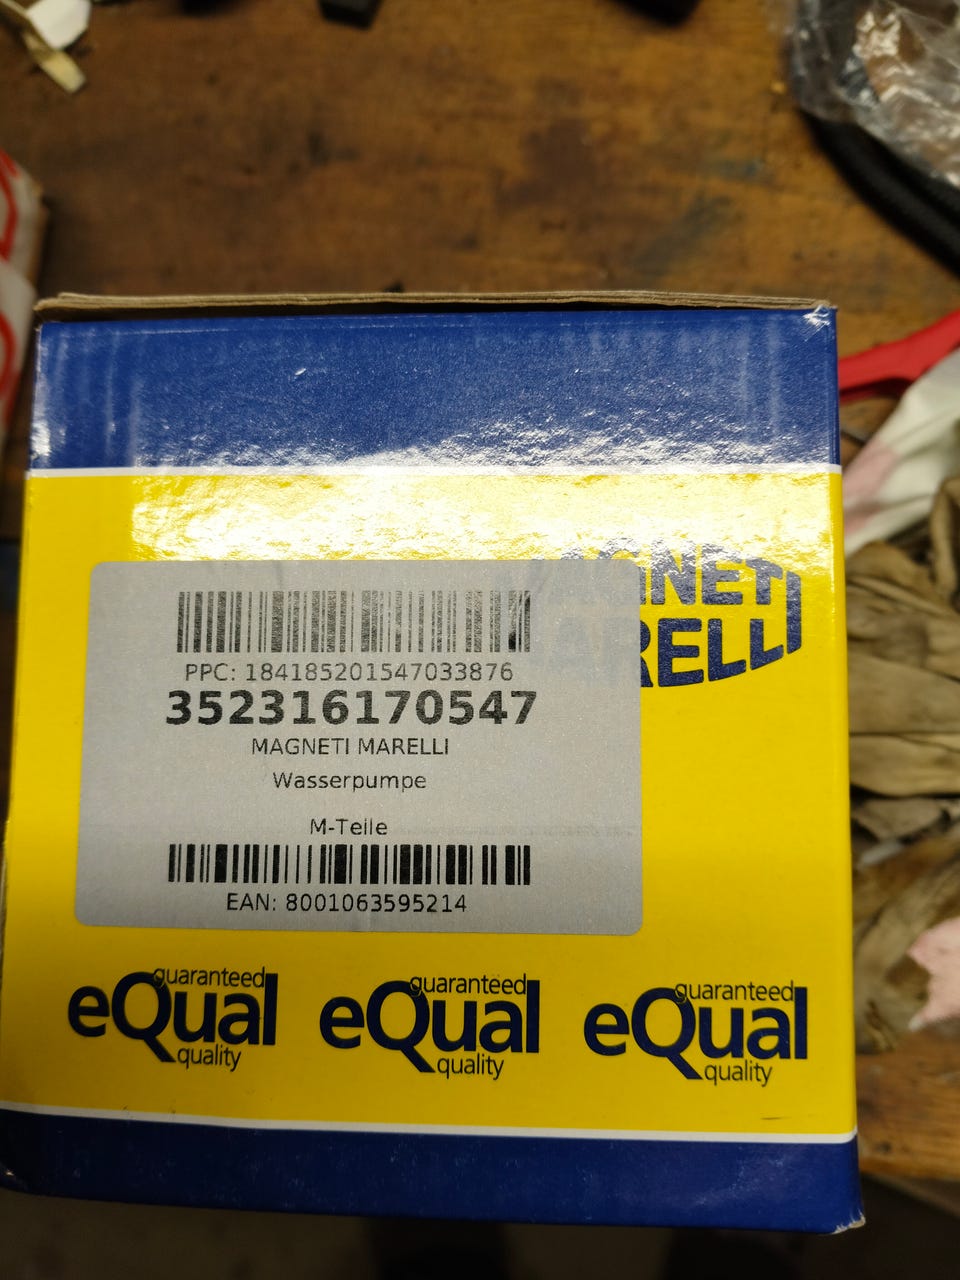 MAGNETI
MARELLI
PPC: 184185201547033876
352316170547
MAGNETI MARELLI
Wasserpumpe
M-Teile
EAN: 8001063595214
guaranteed
eQual
quality
guaranteed
eQual
quality
guaranteed
eQual
quality